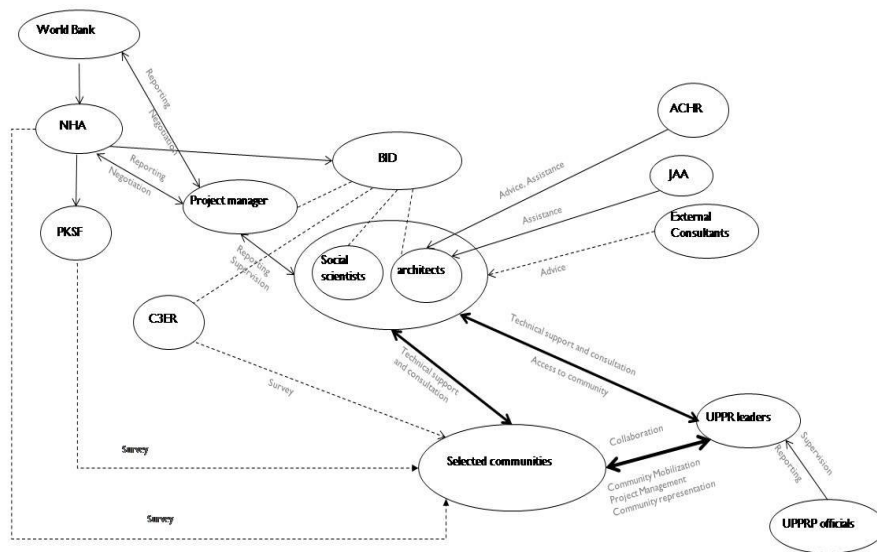 World Bank
Reporting
Negotiation
ACHR
NHA
Reporting
Negotiation
BID
Advice, Assistance
JAA
Project manager
Assistance
External
Consultants
PKSF
Reporting
Supervision
Social
scientists
architects
Advice
C3ER
Technical support and consultation
Access to community
Technical support
and consultation
Survey
UPPR leaders
Collaboration
Survey
Selected communities
Supervision
Reporting
Community Mobilization
Project Management
Community representation
Survey
UPPRP officials